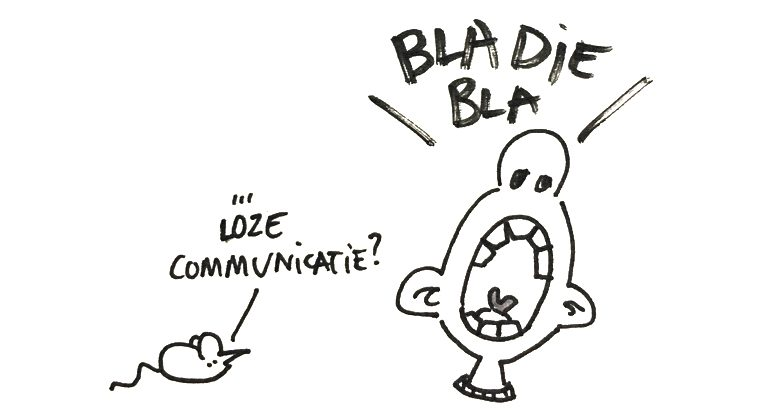 BLA DIE
BLA
...
LOZE
COMMUNICATIE?